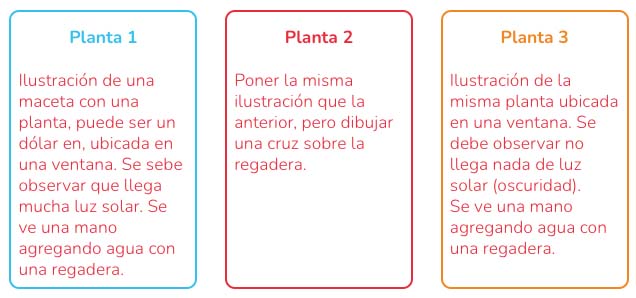 Planta 1
Ilustración de una
maceta con una
planta, puede ser un
dólar en, ubicada en
una ventana. Se sebe
observar que llega
mucha luz solar. Se
ve una mano
agregando agua con
una regadera.
Planta 2
Poner la misma
ilustración que la
anterior, pero dibujar
una cruz sobre la
regadera.
Planta 3
Ilustración de la
misma planta ubicada
en una ventana. Se
debe observar no
llega nada de luz
solar (oscuridad).
Se ve una mano
agregando agua con
una regadera.